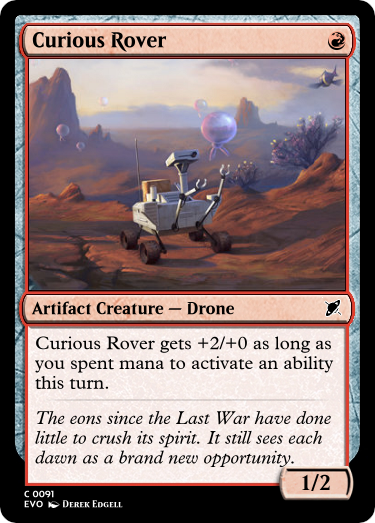 Curious Rover
Artifact Creature — Drone
Curious Rover gets +2/+0 as long as
you spent mana to activate an ability
this turn.
The eons since the Last War have done
little to crush its spirit. It still sees each
dawn as a brand new opportunity.
1/2
C 0091
EVO Derek Edgell